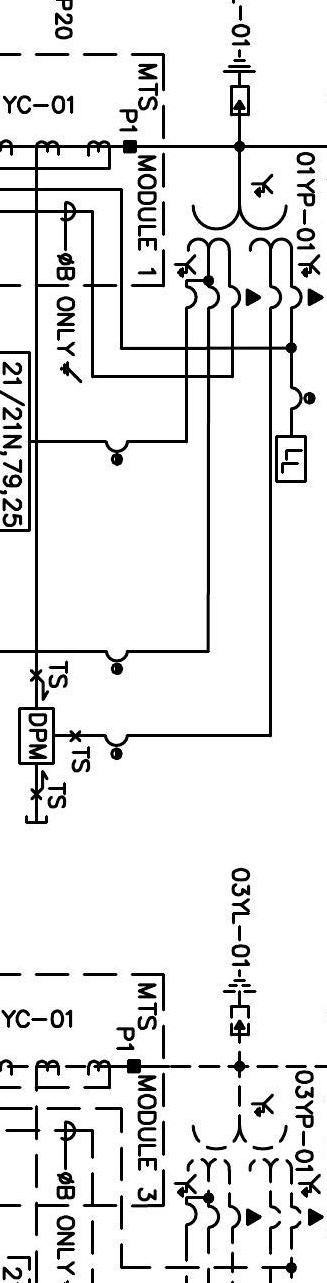 P20
L-01
YC-01
MTS
MODULE 1
P1
01YP-01
øB ONLY
LL
21/21N,79,25
TS
DPM
TS
TS
03YL-01
YC-01
MTS
MODULE 3
P1
03YP-01
øB ONLY